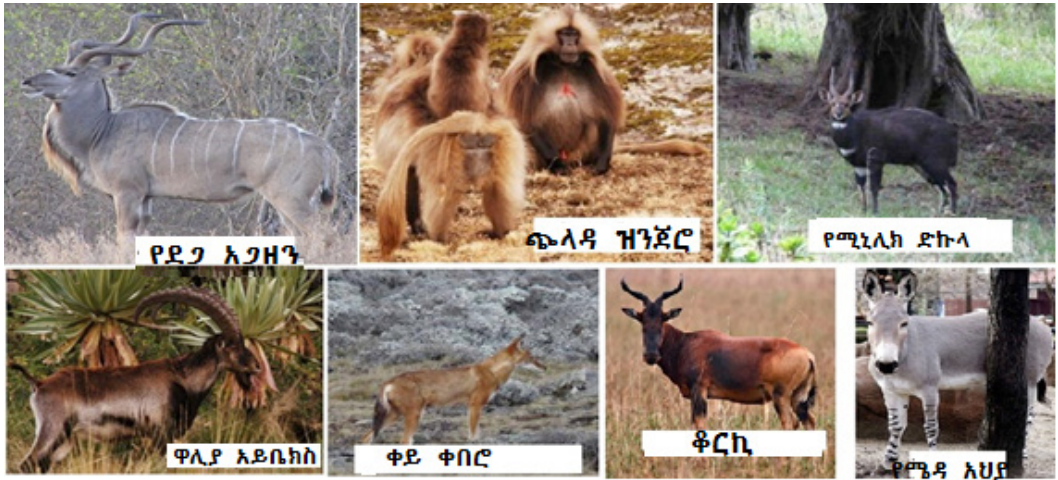 የደጋ አጋዘን
ጭላዳ ዝንጀሮ
የሚኒሊክ ድኩላ
ዋሊያ አይቤክስ
ቀይ ቀበሮ
ቆርኪ
የሜዳ አህያ